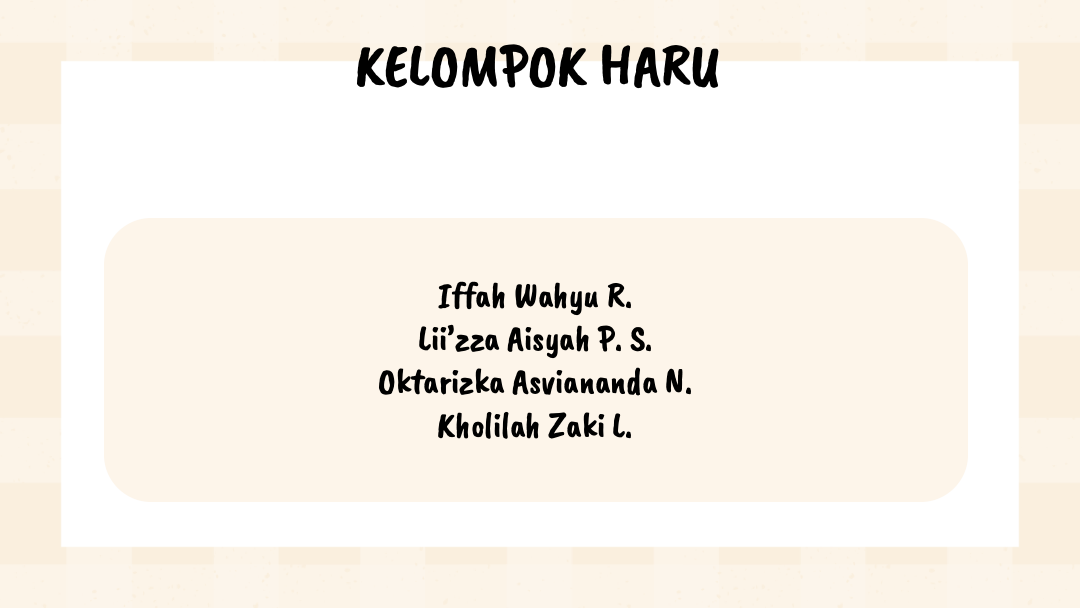 KELOMPOK HARU
Iffah Wahyu R.
Lii'zza Aisyah P. S.
Oktarizka Asviananda N.
Kholilah Zaki L.